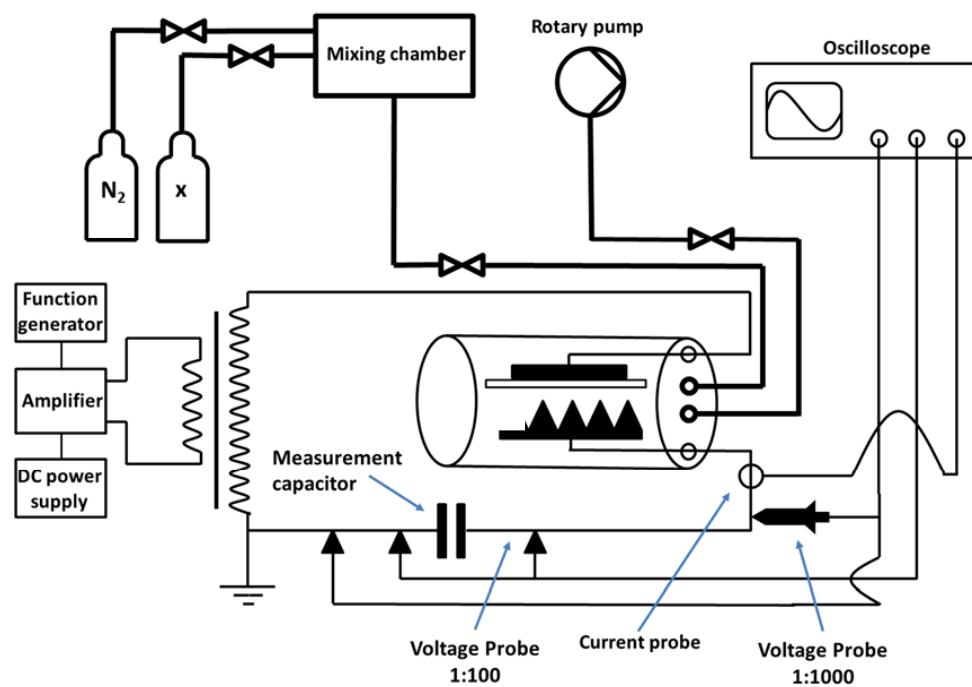 Mixing chamber
Rotary pump
Oscilloscope
N₂
x
Function
generator
Amplifier
DC power
supply
Measurement
capacitor
Voltage Probe
1:100
Current probe
Voltage Probe
1:1000